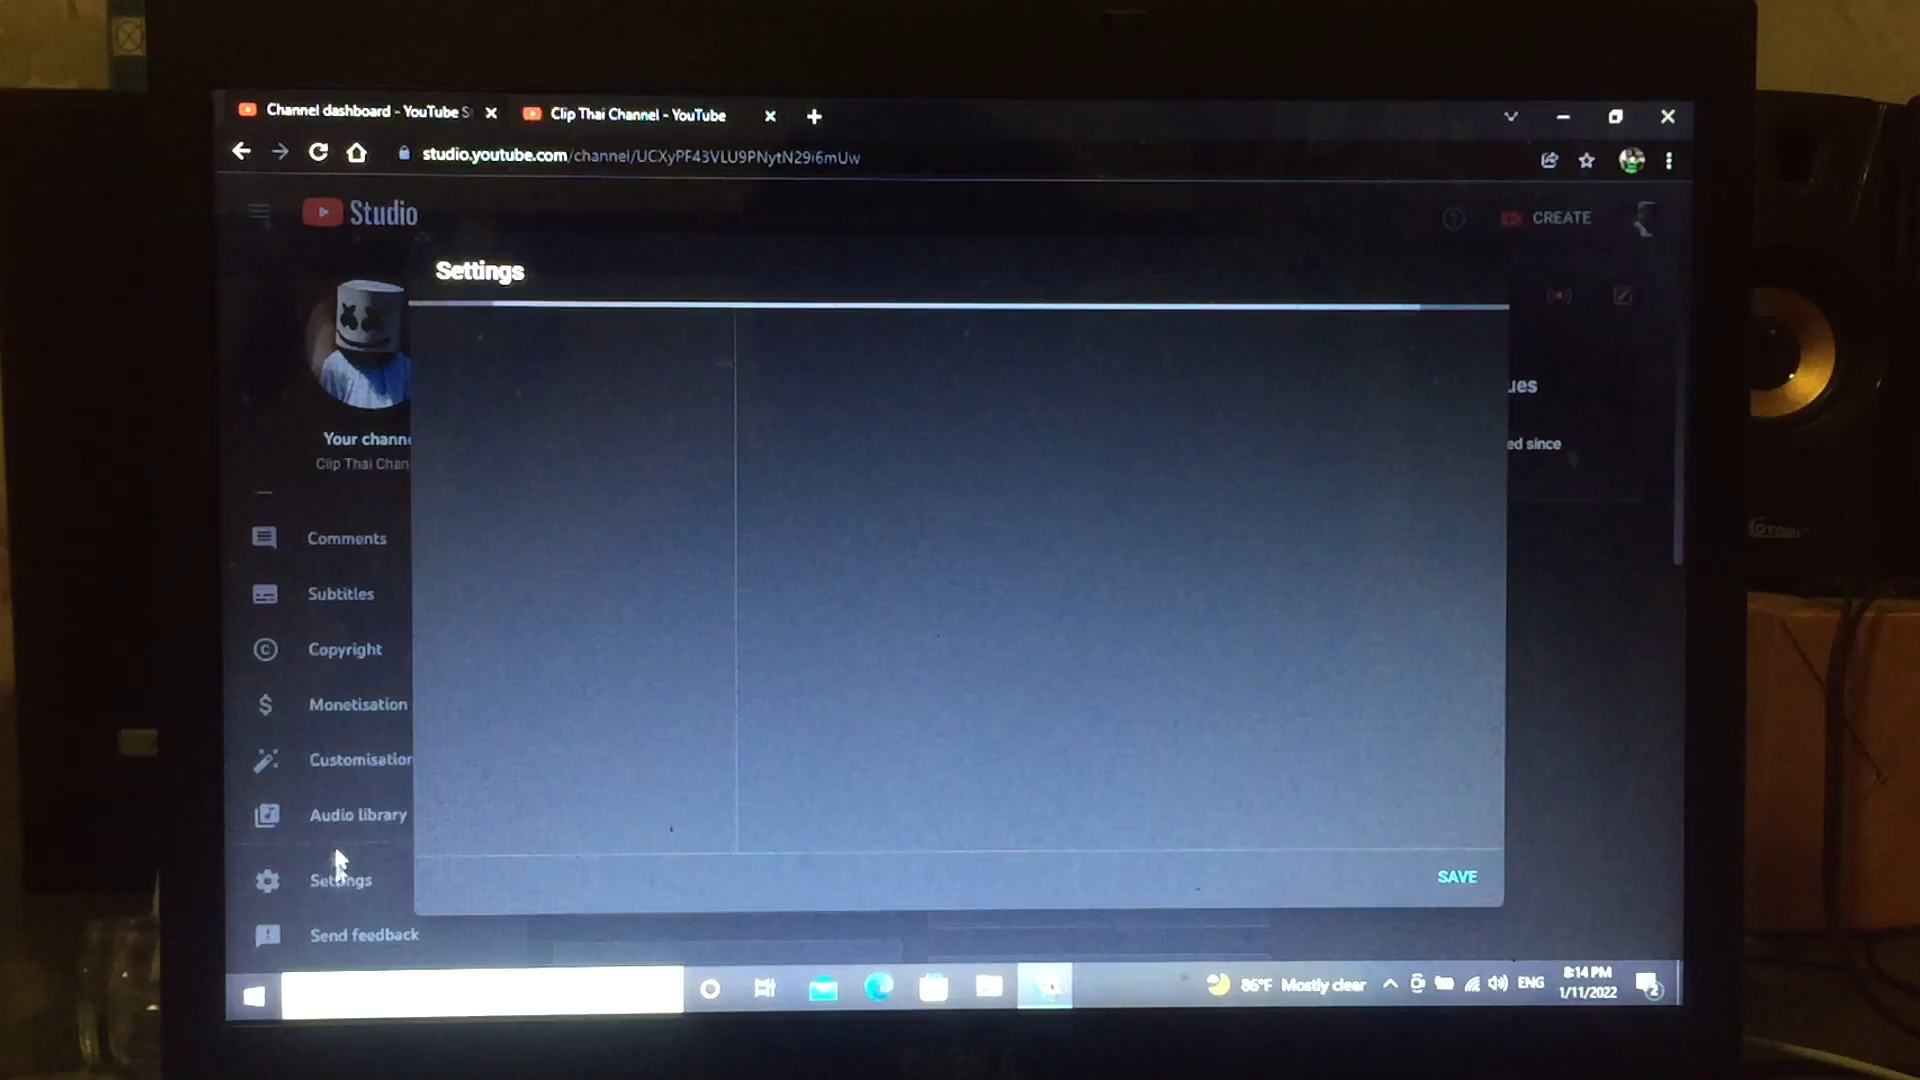 Channel dashboard - YouTube S
Clip Thai Channel - YouTube
studio.youtube.com/channel/UCXyPF43VLU9PNytN29i6mUw
Studio
CREATE
Settings
ues
Your channe
ed since
Clip Thai Chan
Comments
Subtitles
Copyright
Monetisation
Customisation
Audio library
Settings
SAVE
Send feedback
86°F Mostly clear
ENG
8:14 PM
1/11/2022
2